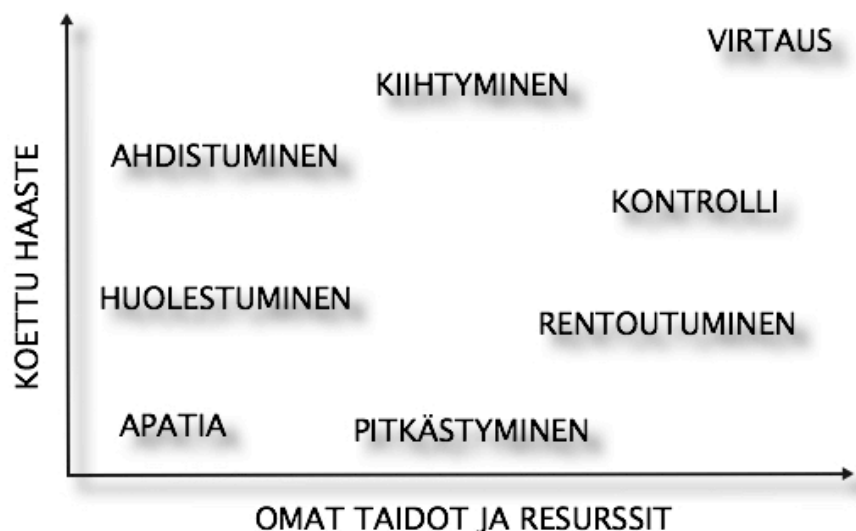 VIRTAUS
KIIHTYMINEN
AHDISTUMINEN
KONTROLLI
HUOLESTUMINEN
RENTOUTUMINEN
APATIA
PITKÄSTYMINEN
KOETTU HAASTE
OMAT TAIDOT JA RESURSSIT